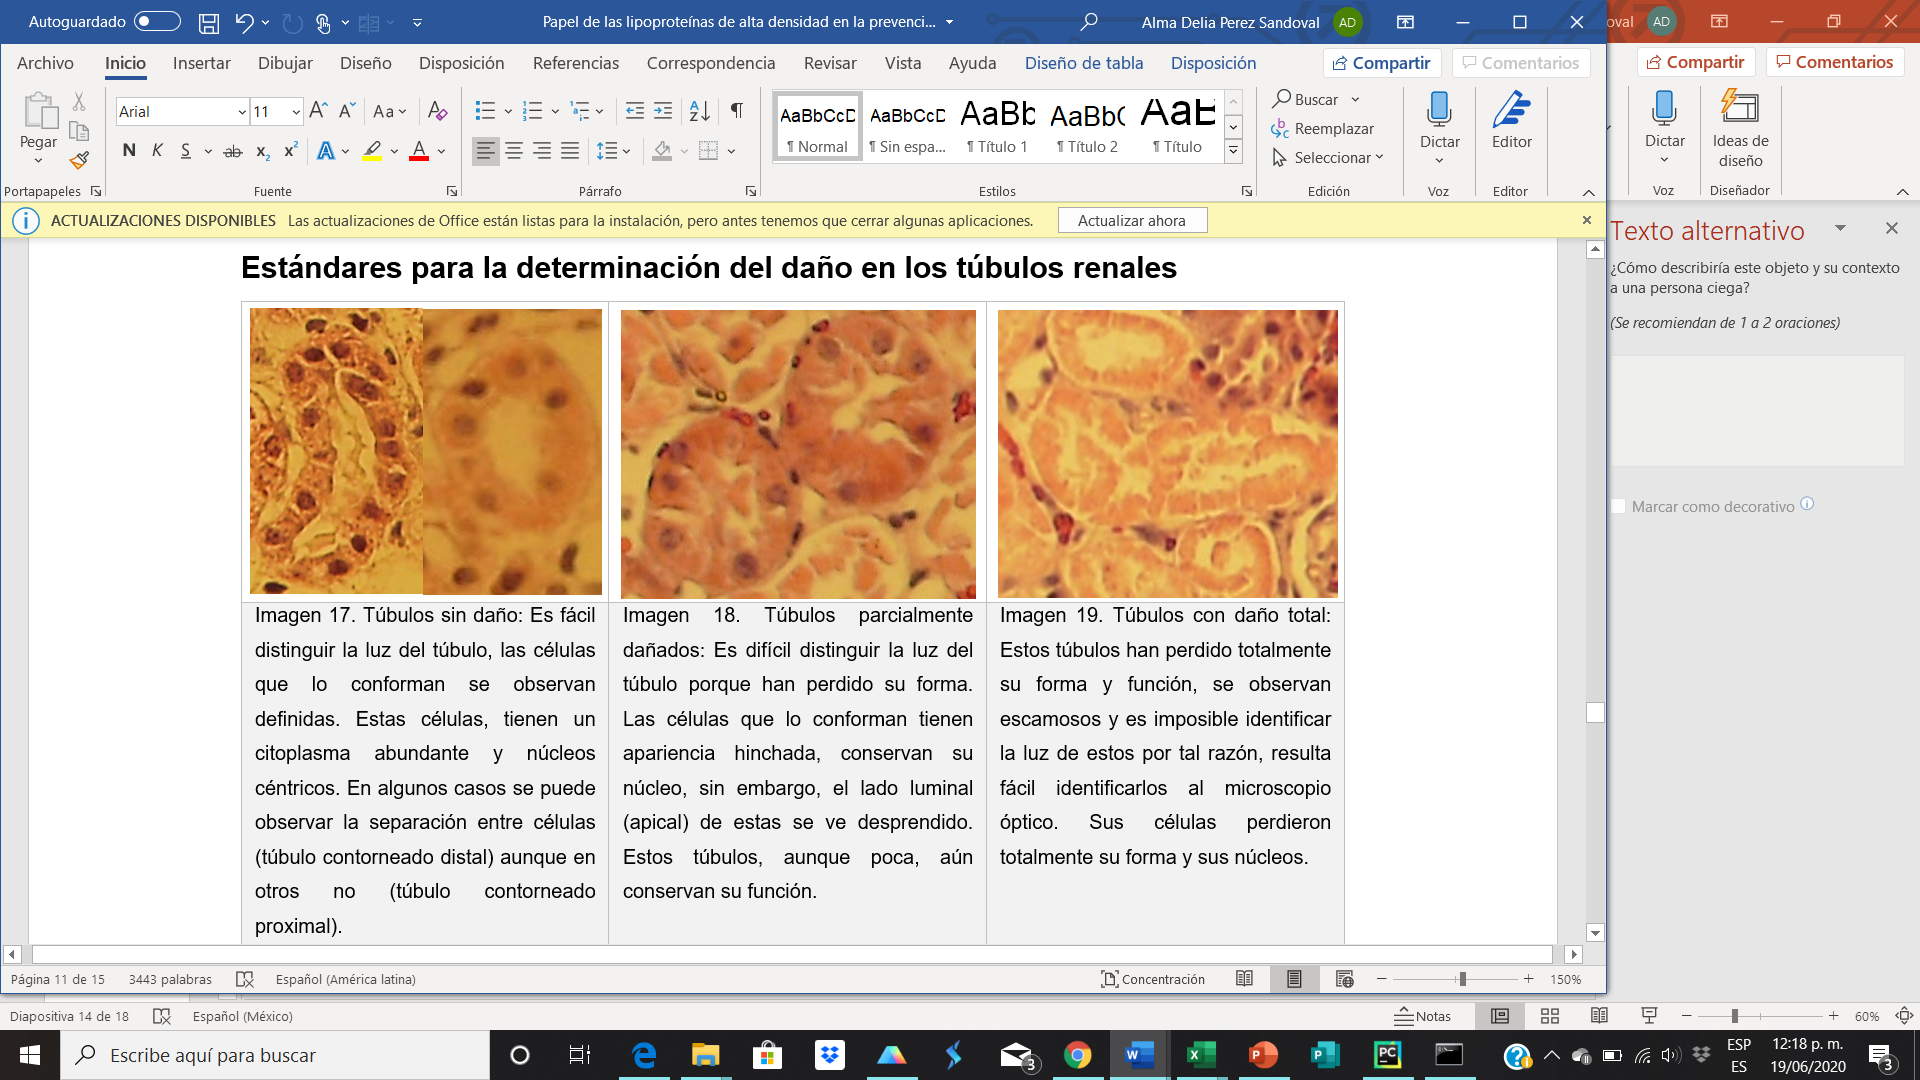 Autoguardado
Papel de las lipoproteínas de alta densidad en la prevenci...
Alma Delia Perez Sandoval
AD
AD
Archivo
Inicio
Insertar
Dibujar
Diseño
Disposición
Referencias
Correspondencia
Revisar
Vista
Ayuda
Diseño de tabla
Disposición
Compartir
Comentarios
Compartir
Comentarios
Pegar
Arial
11
N K S ab x₂ x²
AaBbCcD
AaBbCcD
AaBb
AaBbC
AaB
¶ Normal
¶ Sin espa...
¶ Título 1
¶ Título 2
¶ Título
Buscar
Reemplazar
Seleccionar
Dictar
Editor
Dictar
Ideas de
diseño
Portapapeles
Fuente
Párrafo
Estilos
Edición
Voz
Editor
Voz
Diseñador
ACTUALIZACIONES DISPONIBLES Las actualizaciones de Office están listas para la instalación, pero antes tenemos que cerrar algunas aplicaciones.
Actualizar ahora
Estándares para la determinación del daño en los túbulos renales
Imagen 17. Túbulos sin daño: Es fácil
distinguir la luz del túbulo, las células
que lo conforman se observan
definidas. Estas células, tienen un
citoplasma abundante y núcleos
céntricos. En algunos casos se puede
observar la separación entre células
(túbulo contorneado distal) aunque en
otros no (túbulo contorneado
proximal).
Imagen 18. Túbulos parcialmente
dañados: Es difícil distinguir la luz del
túbulo porque han perdido su forma.
Las células que lo conforman tienen
apariencia hinchada, conservan su
núcleo, sin embargo, el lado luminal
(apical) de estas se ve desprendido.
Estos túbulos, aunque poca, aún
conservan su función.
Imagen 19. Túbulos con daño total:
Estos túbulos han perdido totalmente
su forma y función, se observan
escamosos y es imposible identificar
la luz de estos por tal razón, resulta
fácil identificarlos al microscopio
óptico. Sus células perdieron
totalmente su forma y sus núcleos.
Texto alternativo
¿Cómo describiría este objeto y su contexto
a una persona ciega?
(Se recomiendan de 1 a 2 oraciones)
Marcar como decorativo
Página 11 de 15
3443 palabras
Español (América latina)
Concentración
150%
Diapositiva 14 de 18
Español (México)
Notas
60%
Escribe aquí para buscar
3
ESP
ES
12:18 p. m.
19/06/2020
3